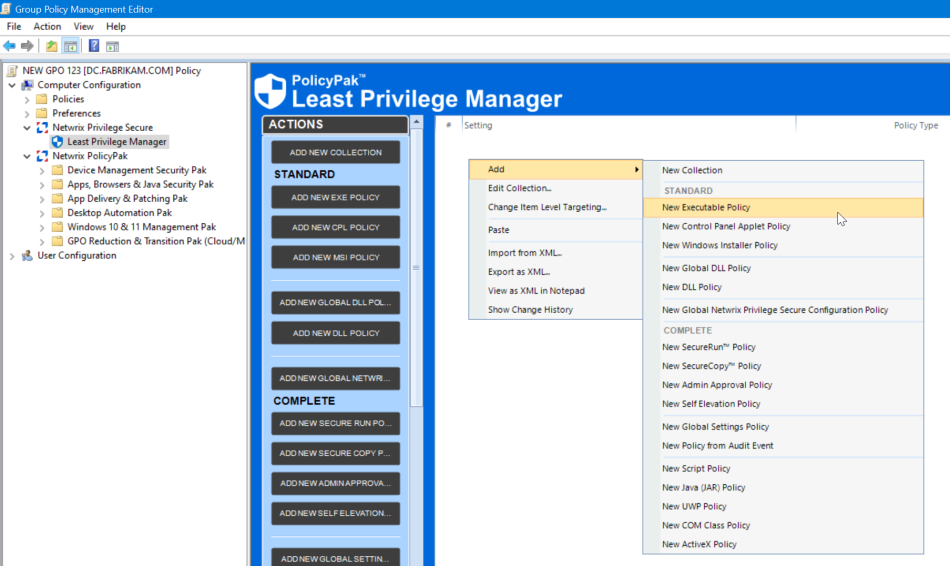 Group Policy Management Editor
File Action View Help
NEW GPO 123 [DC.FABRIKAM.COM] Policy
Computer Configuration
Policies
Preferences
Netwrix Privilege Secure
Least Privilege Manager
Netwrix PolicyPak
Device Management Security Pak
Apps, Browsers & Java Security Pak
App Delivery & Patching Pak
Desktop Automation Pak
Windows 10 & 11 Management Pak
GPO Reduction & Transition Pak (Cloud/M
User Configuration
PolicyPak™
Least Privilege Manager
ACTIONS
ADD NEW COLLECTION
STANDARD
ADD NEW EXE POLICY
ADD NEW CPL POLICY
ADD NEW MSI POLICY
ADD NEW GLOBAL DLL POL...
ADD NEW DLL POLICY
ADD NEW GLOBAL NETWRI...
COMPLETE
ADD NEW SECURE RUN PO...
ADD NEW SECURE COPY P...
ADD NEW ADMIN APPROVA...
ADD NEW SELF ELEVATION...
ADD NEW GLOBAL SETTIN...
# Setting Policy Type
Add
Edit Collection...
Change Item Level Targeting...
Paste
Import from XML...
Export as XML...
View as XML in Notepad
Show Change History
New Collection
STANDARD
New Executable Policy
New Control Panel Applet Policy
New Windows Installer Policy
New Global DLL Policy
New DLL Policy
New Global Netwrix Privilege Secure Configuration Policy
COMPLETE
New SecureRun™ Policy
New SecureCopy™ Policy
New Admin Approval Policy
New Self Elevation Policy
New Global Settings Policy
New Policy from Audit Event
New Script Policy
New Java (JAR) Policy
New UWP Policy
New COM Class Policy
New ActiveX Policy